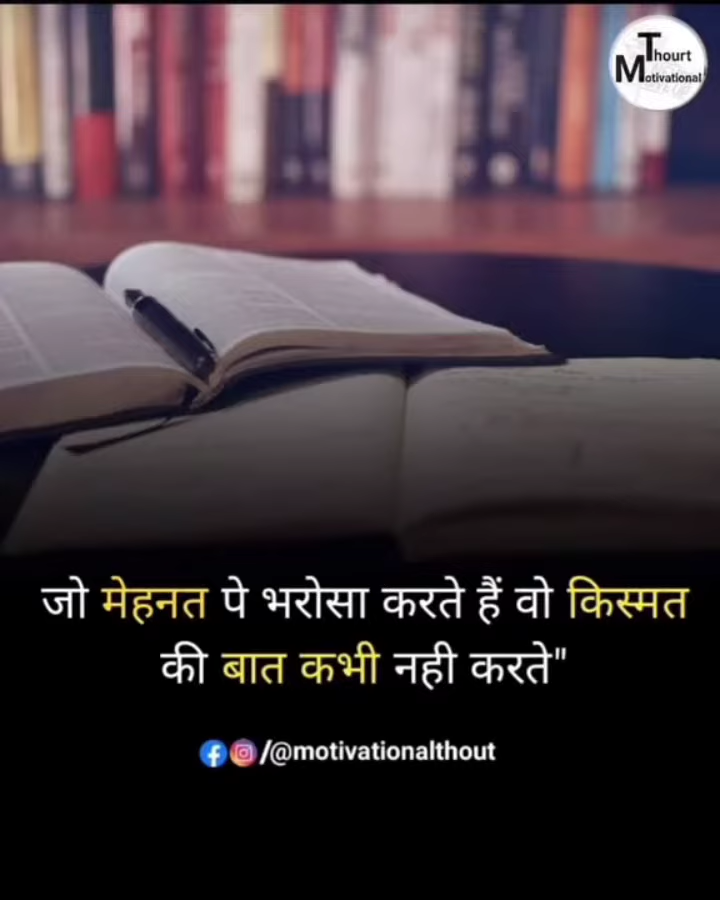 Thourt
Motivational
जो मेहनत पे भरोसा करते हैं वो किस्मत
की बात कभी नही करते"
/@motivationalthout